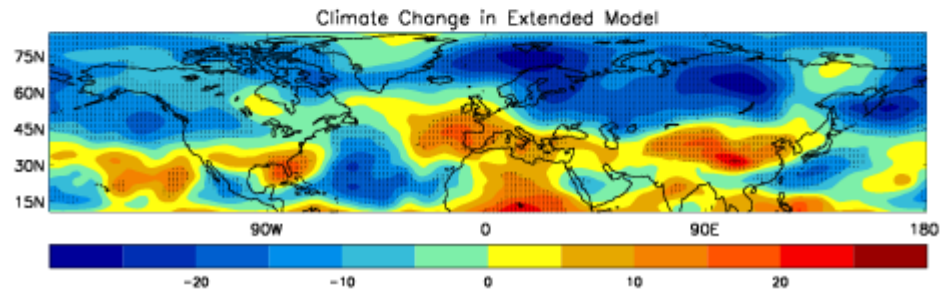 Climate Change in Extended Model
75N
60N
45N
30N
15N
90W 0 90E 180
-20 -10 0 10 20